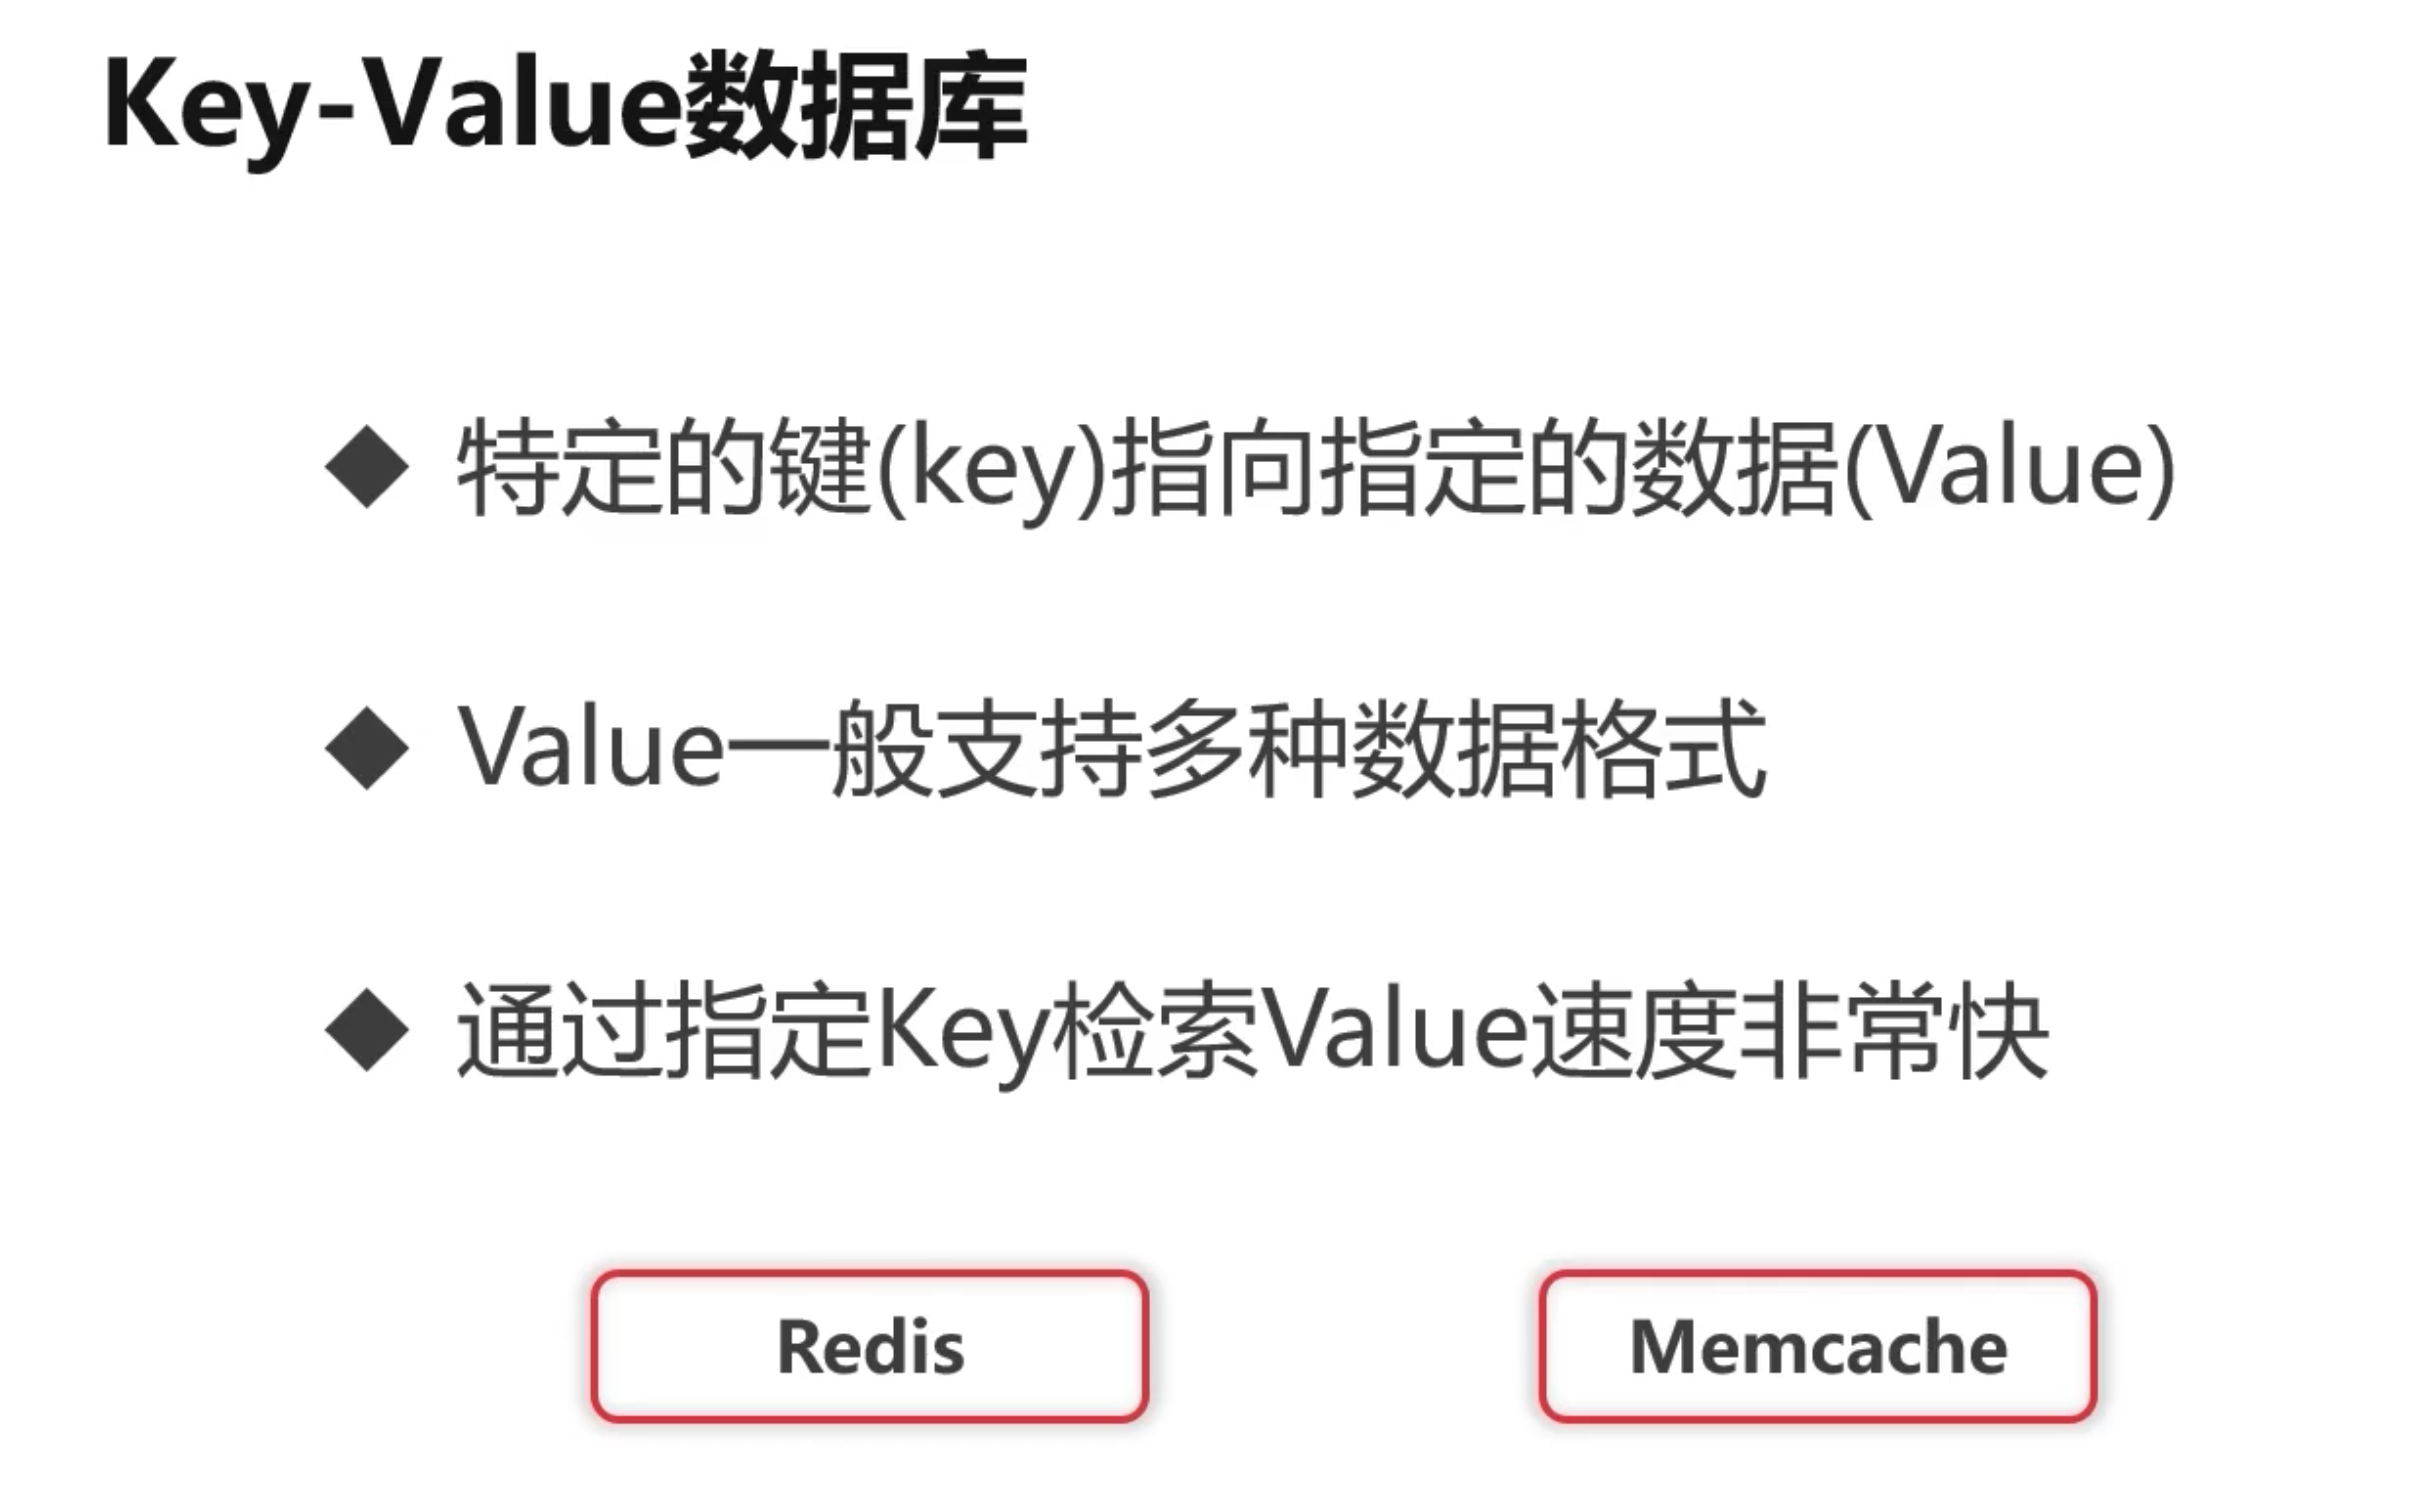 Key-Value数据库
特定的键(key)指向指定的数据(Value)
Value一般支持多种数据格式
通过指定Key检索Value速度非常快
Redis
Memcache